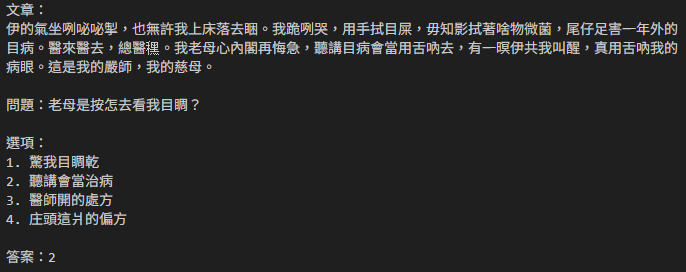 文章:
伊的氣坐咧咇咇掣，也無許我上床落去睏。我跪咧哭，用手拭目屎，毋知影拭著啥物微菌，尾仔足害一年外的
目病。醫來醫去，總醫𣍐。我老母心內閣再悔急，聽講目病會當用舌吶去，有一暝伊共我叫醒，真用舌吶我的
病眼。這是我的嚴師，我的慈母。
問題：老母是按怎去看我目睭？
選項：
1. 驚我目睭乾
2. 聽講會當治病
3. 醫師開的處方
4. 庄頭這爿的偏方
答案：2